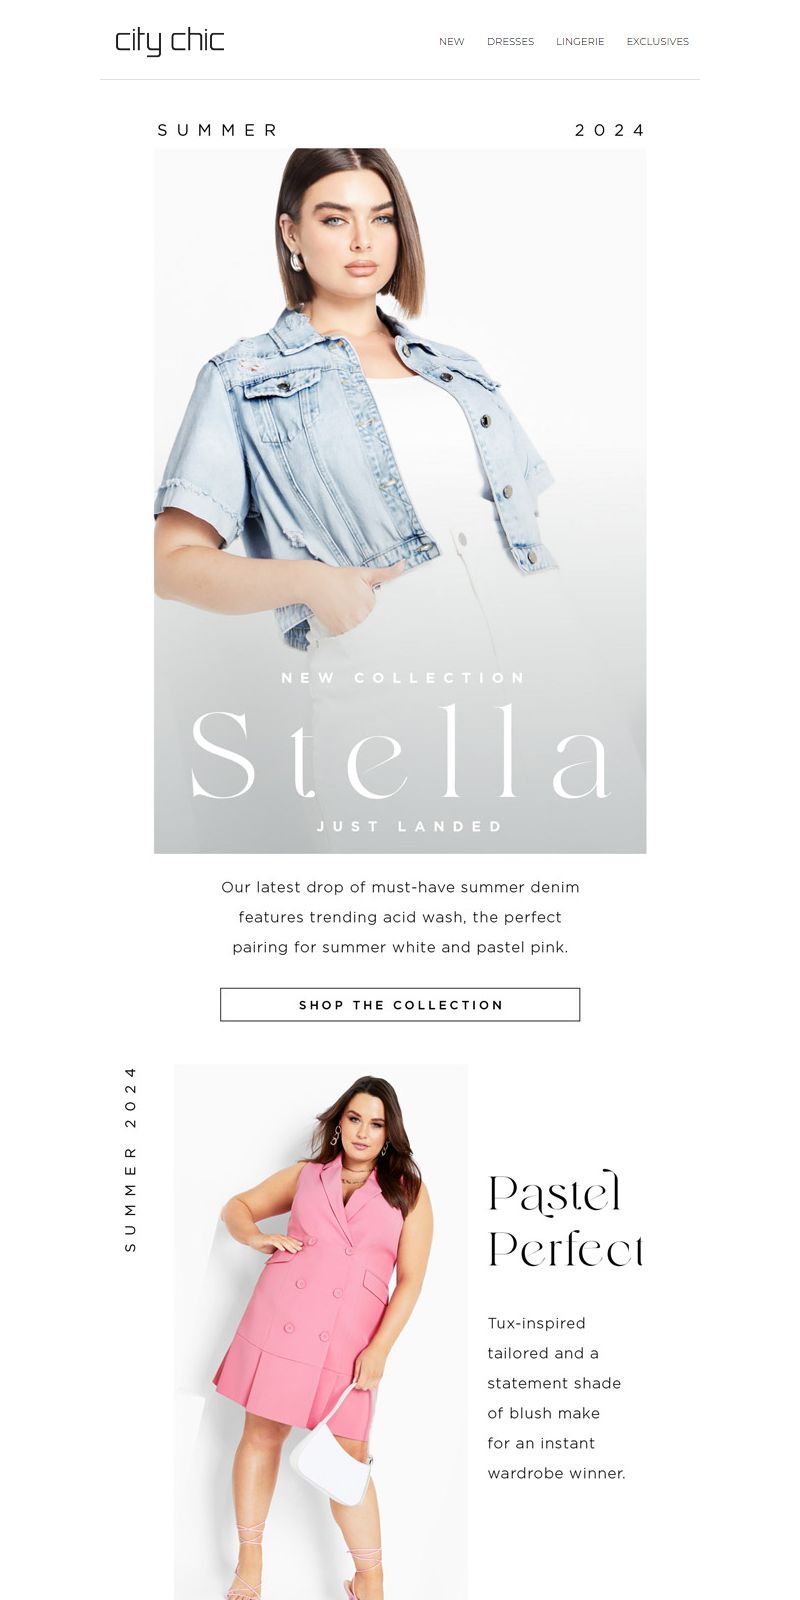 city chic
NEW DRESSES LINGERIE EXCLUSIVES
SUMMER 2024
NEW COLLECTION
Stella
JUST LANDED
Our latest drop of must-have summer denim
features trending acid wash, the perfect
pairing for summer white and pastel pink.
SHOP THE COLLECTION
SUMMER 2024
Pastel
Perfect
Tux-inspired
tailored and a
statement shade
of blush make
for an instant
wardrobe winner.